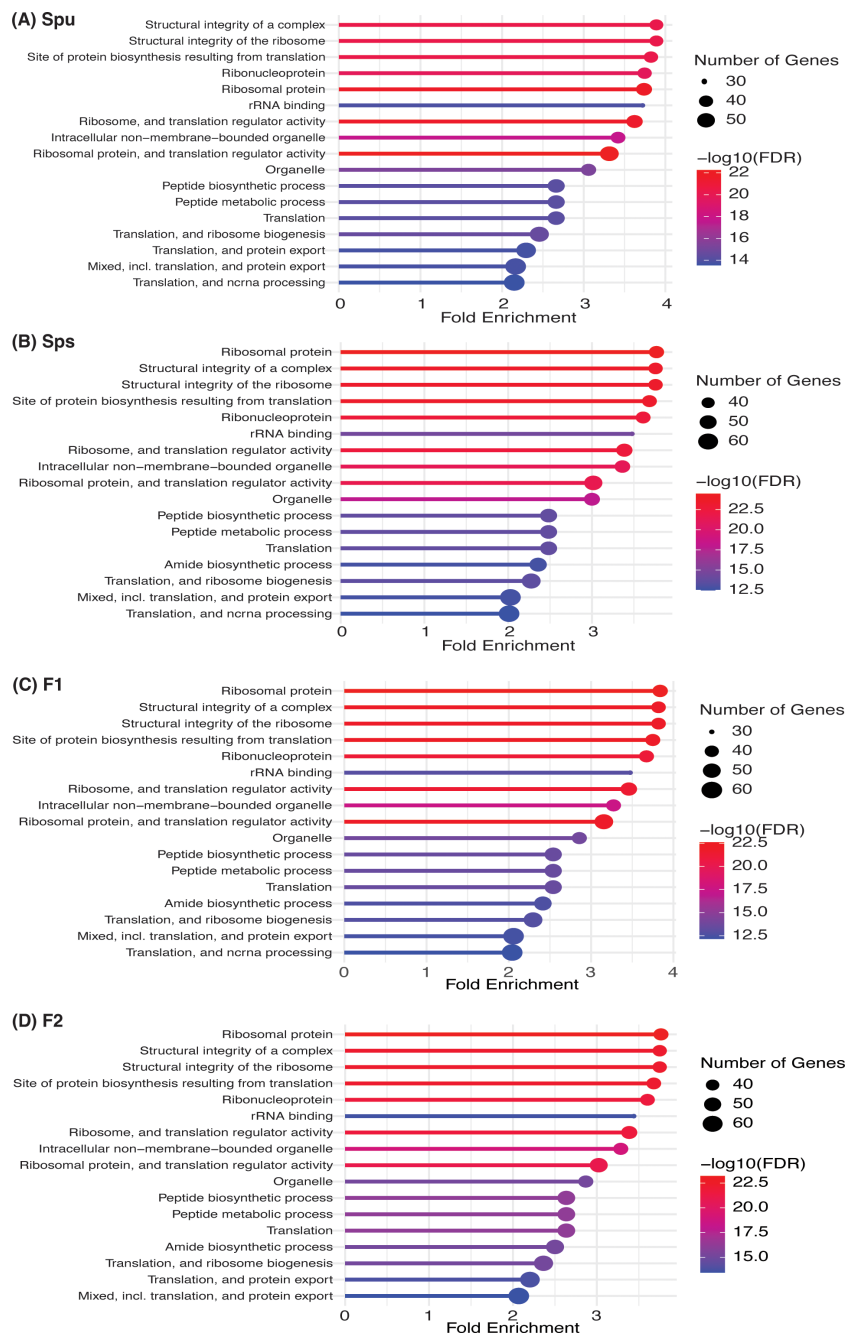 (A) Spu
Structural integrity of a complex
Structural integrity of the ribosome
Site of protein biosynthesis resulting from translation
Ribonucleoprotein
Ribosomal protein
rRNA binding
Ribosome, and translation regulator activity
Intracellular non−membrane−bounded organelle
Ribosomal protein, and translation regulator activity
Organelle
Peptide biosynthetic process
Peptide metabolic process
Translation
Translation, and ribosome biogenesis
Translation, and protein export
Mixed, incl. translation, and protein export
Translation, and ncrna processing
0 1 2 3 4
Fold Enrichment
Number of Genes
30
40
50
−log10(FDR)
22
20
18
16
14
(B) Sps
Ribosomal protein
Structural integrity of a complex
Structural integrity of the ribosome
Site of protein biosynthesis resulting from translation
Ribonucleoprotein
rRNA binding
Ribosome, and translation regulator activity
Intracellular non−membrane−bounded organelle
Ribosomal protein, and translation regulator activity
Organelle
Peptide biosynthetic process
Peptide metabolic process
Translation
Amide biosynthetic process
Translation, and ribosome biogenesis
Mixed, incl. translation, and protein export
Translation, and ncrna processing
0 1 2 3
Fold Enrichment
Number of Genes
40
50
60
−log10(FDR)
22.5
20.0
17.5
15.0
12.5
(C) F1
Ribosomal protein
Structural integrity of a complex
Structural integrity of the ribosome
Site of protein biosynthesis resulting from translation
Ribonucleoprotein
rRNA binding
Ribosome, and translation regulator activity
Intracellular non−membrane−bounded organelle
Ribosomal protein, and translation regulator activity
Organelle
Peptide biosynthetic process
Peptide metabolic process
Translation
Amide biosynthetic process
Translation, and ribosome biogenesis
Mixed, incl. translation, and protein export
Translation, and ncrna processing
0 1 2 3 4
Fold Enrichment
Number of Genes
30
40
50
60
−log10(FDR)
22.5
20.0
17.5
15.0
12.5
(D) F2
Ribosomal protein
Structural integrity of a complex
Structural integrity of the ribosome
Site of protein biosynthesis resulting from translation
Ribonucleoprotein
rRNA binding
Ribosome, and translation regulator activity
Intracellular non−membrane−bounded organelle
Ribosomal protein, and translation regulator activity
Organelle
Peptide biosynthetic process
Peptide metabolic process
Translation
Amide biosynthetic process
Translation, and ribosome biogenesis
Translation, and protein export
Mixed, incl. translation, and protein export
0 1 2 3
Fold Enrichment
Number of Genes
40
50
60
−log10(FDR)
22.5
20.0
17.5
15.0